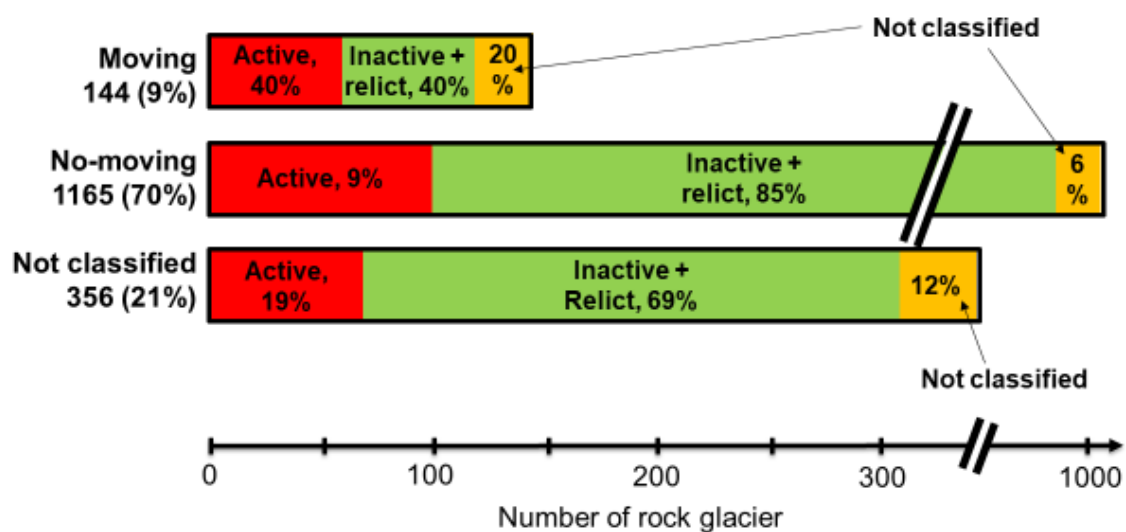 Not classified
Moving
144 (9%)
Active,
40%
Inactive +
relict, 40%
20
%
No-moving
1165 (70%)
Active, 9%
Inactive +
relict, 85%
6
%
Not classified
356 (21%)
Active,
19%
Inactive +
Relict, 69%
12%
Not classified
0
100
200
300
1000
Number of rock glacier